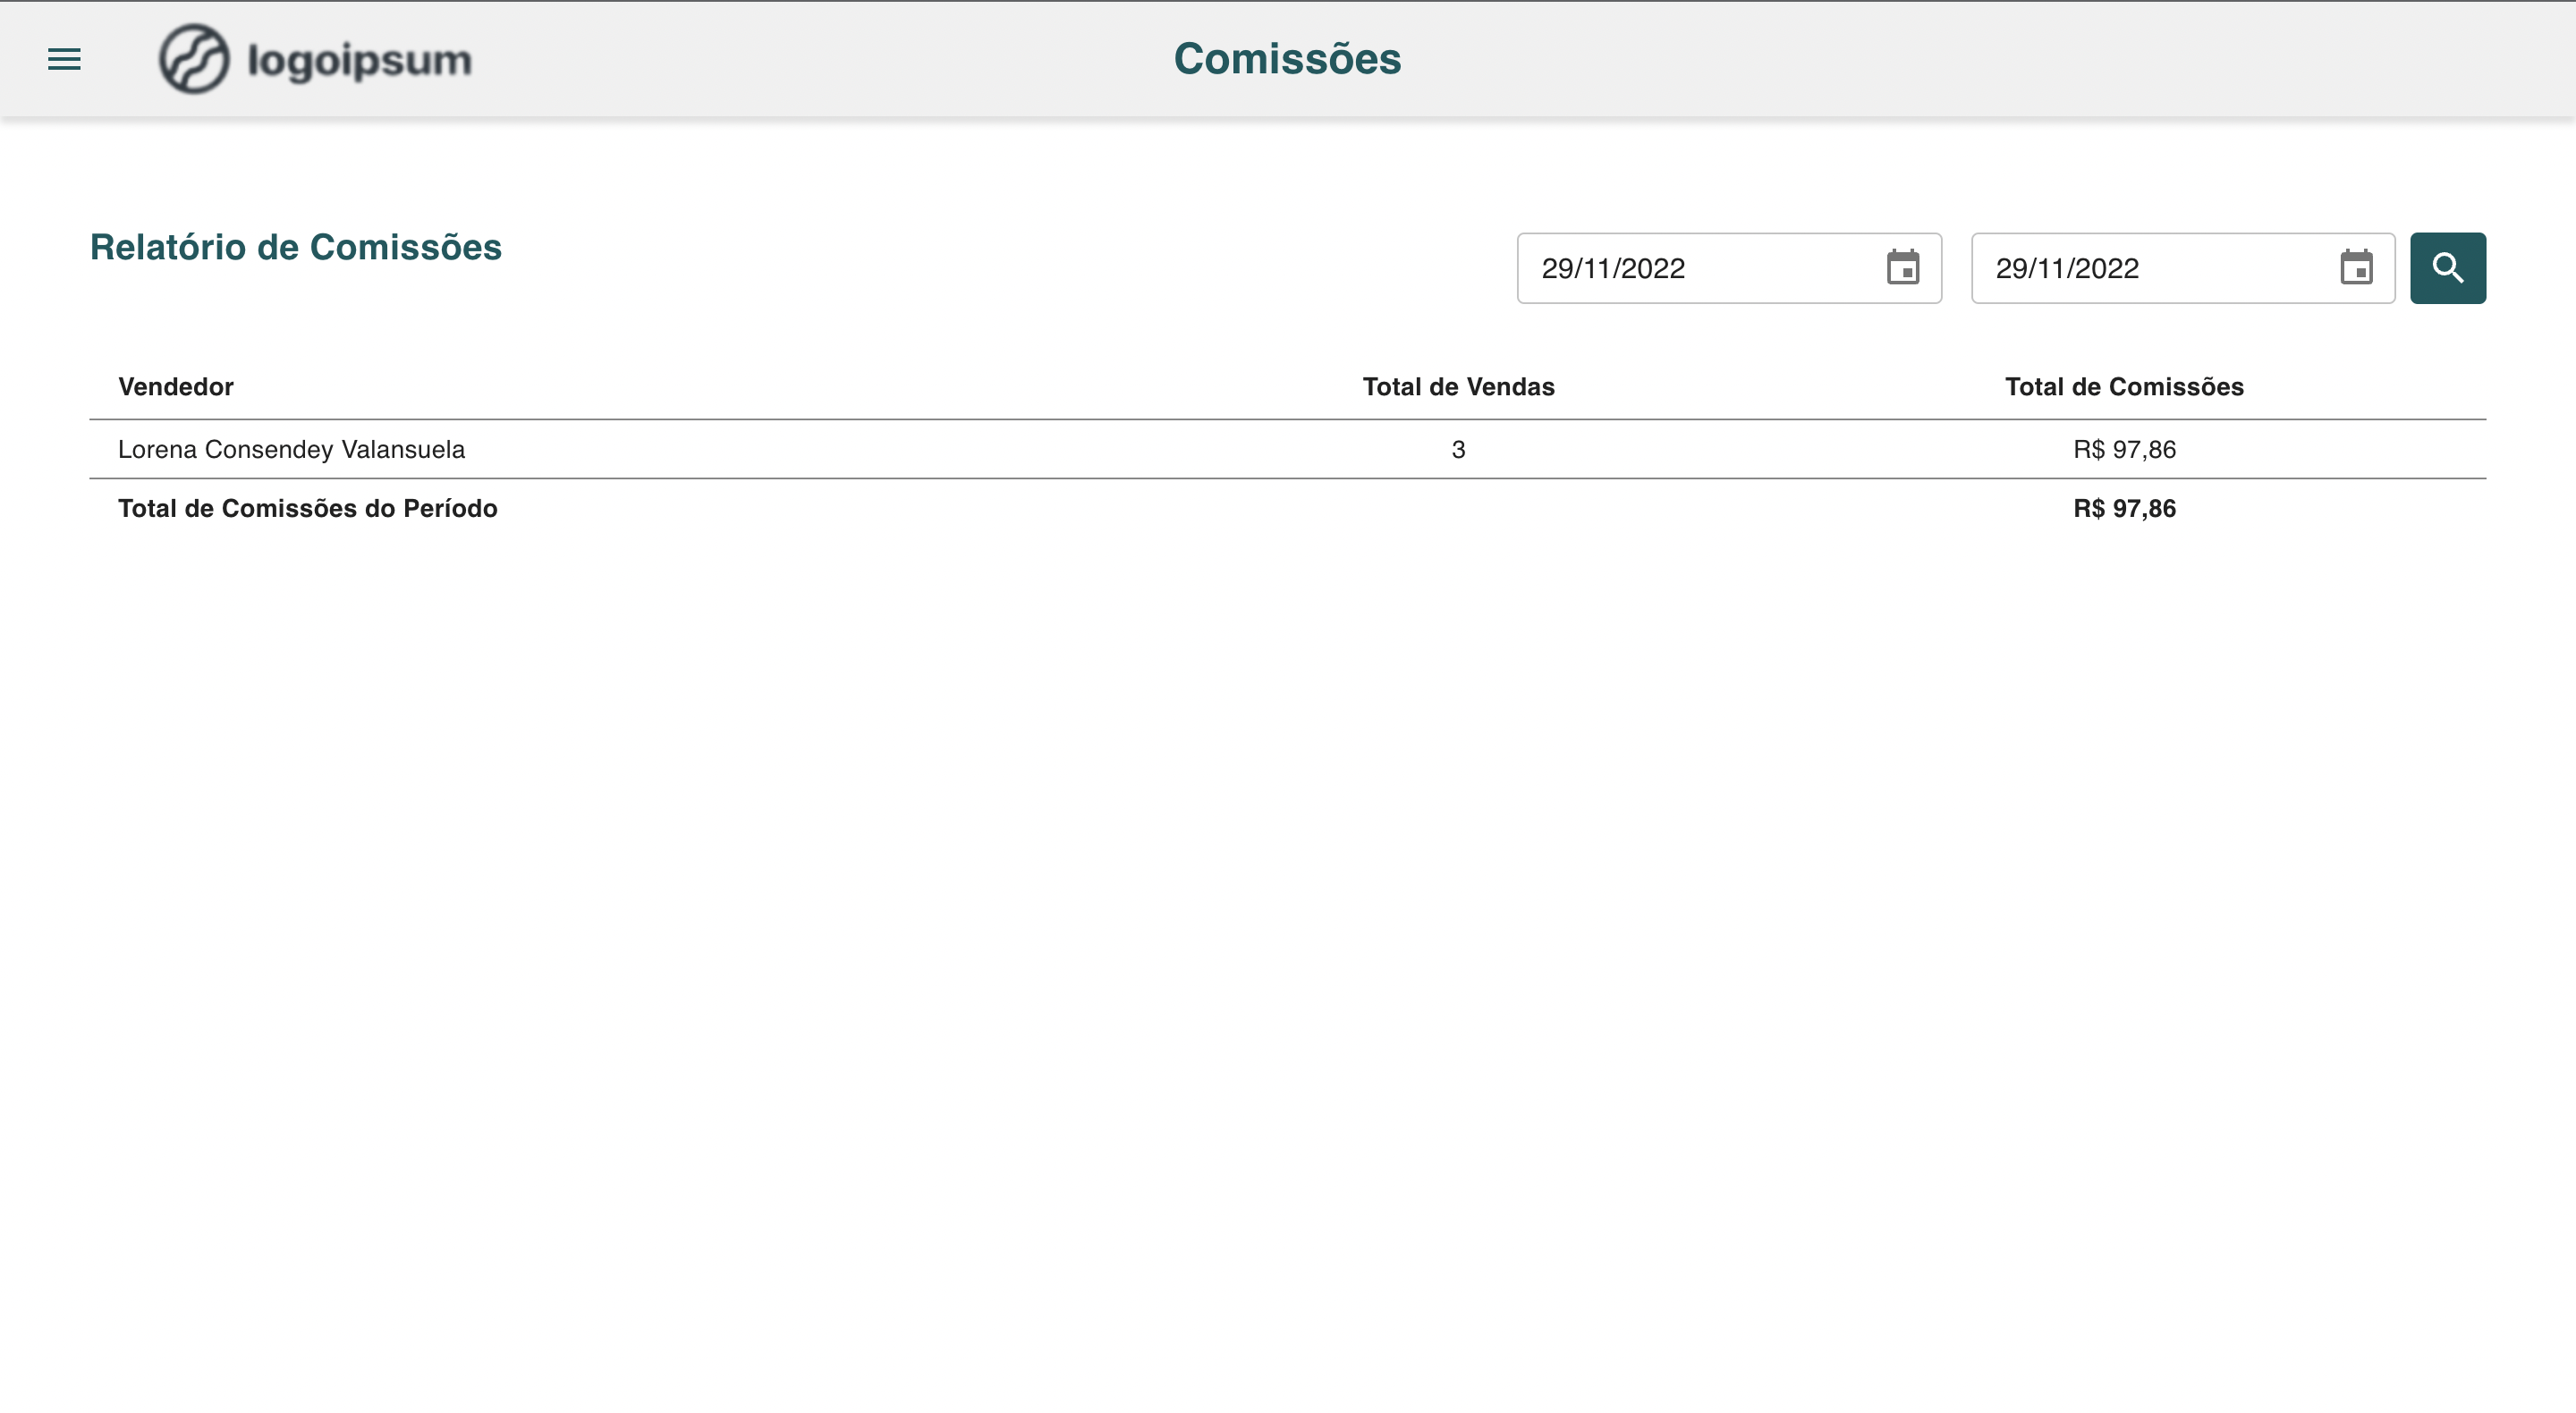 logoipsum
Comissões
Relatório de Comissões
29/11/2022
29/11/2022
Vendedor Total de Vendas Total de Comissões
Lorena Consendey Valansuela 3 R$ 97,86
Total de Comissões do Período R$ 97,86